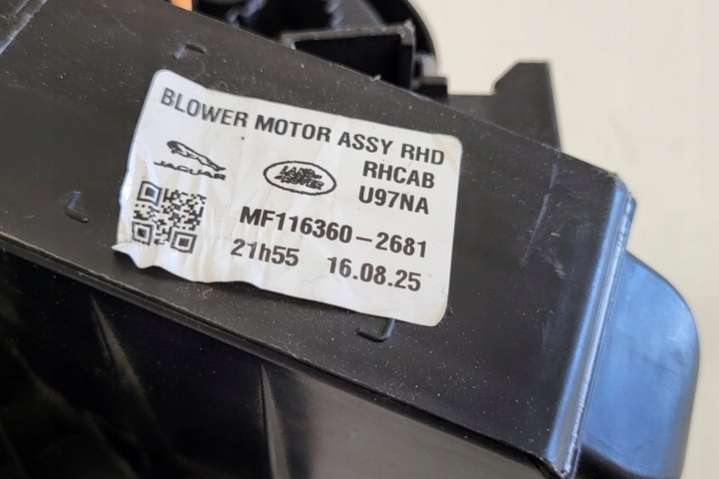 BLOWER MOTOR ASSY RHD
JAGUAR
LAND
ROVER
RHCAB
U97NA
MF116360-2681
21h55 16.08.25